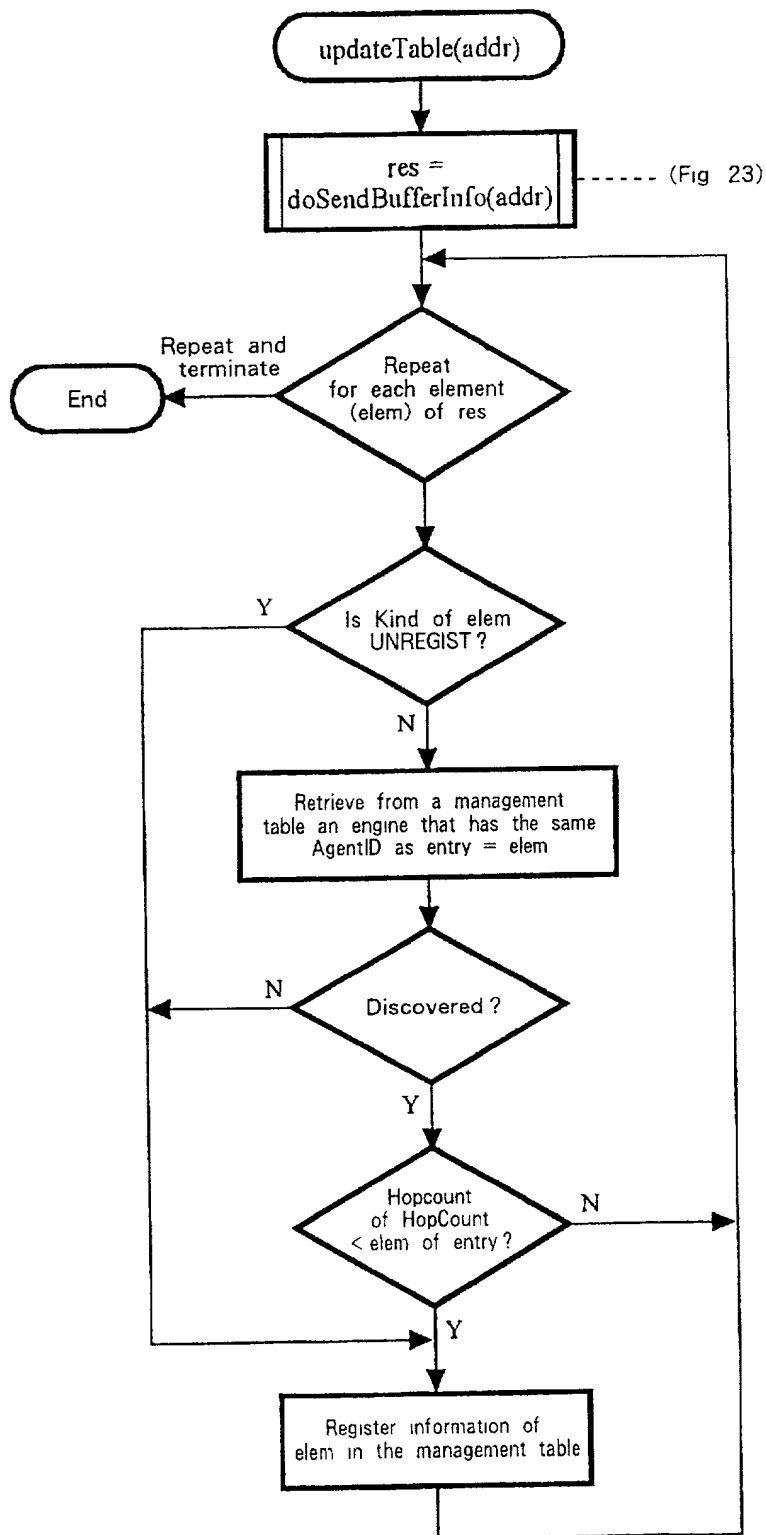 updateTable(addr)
res =
doSendBufferInfo(addr)
(Fig 23)
Repeat and
terminate
End
Repeat
for each element
(elem) of res
Y
Is Kind of elem
UNREGIST?
N
Retrieve from a management
table an engine that has the same
AgentID as entry = elem
N
Discovered?
Y
Hopcount
of HopCount
< elem of entry?
N
Y
Register information of
elem in the management table